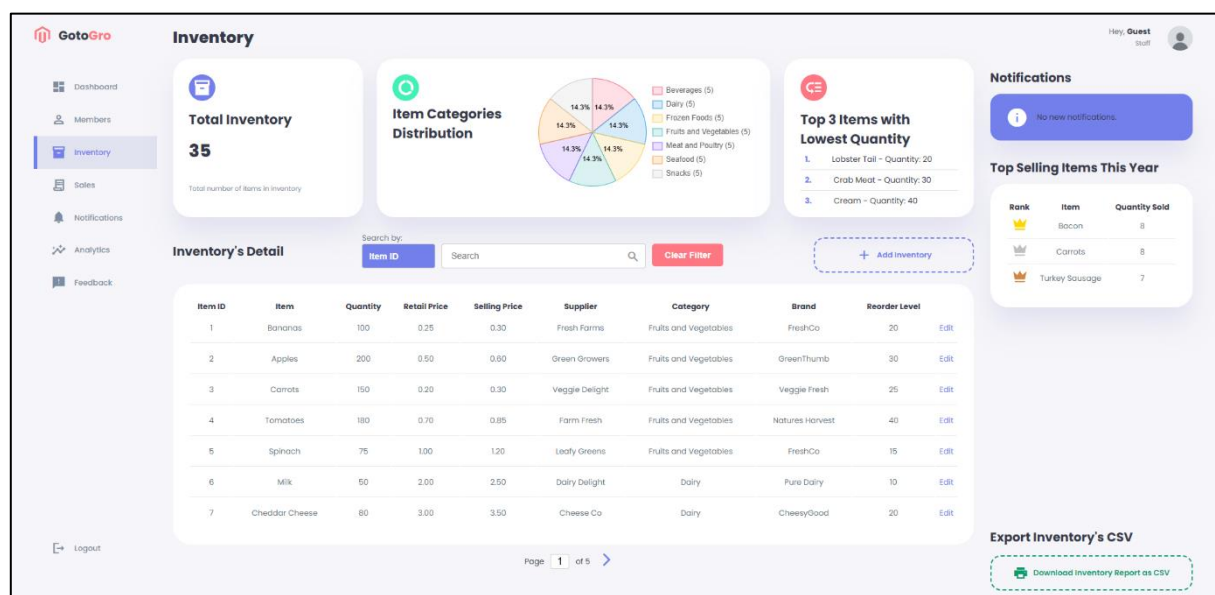 GotoGro
Dashboard
Members
Inventory
Sales
Notifications
Analytics
Feedback
Logout
Inventory
Hey, Guest
Staff
Total Inventory
35
Total number of items in inventory
Item Categories
Distribution
14.3% 14.3%
14.3% 14.3%
14.3% 14.3%
14.3%
Beverages (5)
Dairy (5)
Frozen Foods (5)
Fruits and Vegetables (5)
Meat and Poultry (5)
Seafood (5)
Snacks (5)
Top 3 Items with
Lowest Quantity
1. Lobster Tail - Quantity: 20
2. Crab Meat - Quantity: 30
3. Cream - Quantity: 40
Inventory's Detail
Search by:
Item ID
Search
Clear Filter
+ Add Inventory
Item ID Item Quantity Retail Price Selling Price Supplier Category Brand Reorder Level
1 Bananas 100 0.25 0.30 Fresh Farms Fruits and Vegetables FreshCo 20 Edit
2 Apples 200 0.50 0.60 Green Growers Fruits and Vegetables GreenThumb 30 Edit
3 Carrots 150 0.20 0.30 Veggie Delight Fruits and Vegetables Veggie Fresh 25 Edit
4 Tomatoes 180 0.70 0.85 Farm Fresh Fruits and Vegetables Natures Harvest 40 Edit
5 Spinach 75 1.00 1.20 Leafy Greens Fruits and Vegetables FreshCo 15 Edit
6 Milk 50 2.00 2.50 Dairy Delight Dairy Pure Dairy 10 Edit
7 Cheddar Cheese 80 3.00 3.50 Cheese Co Dairy CheesyGood 20 Edit
Page 1 of 5
Notifications
No new notifications.
Top Selling Items This Year
Rank Item Quantity Sold
Bacon 8
Carrots 8
Turkey Sausage 7
Export Inventory's CSV
Download Inventory Report as CSV